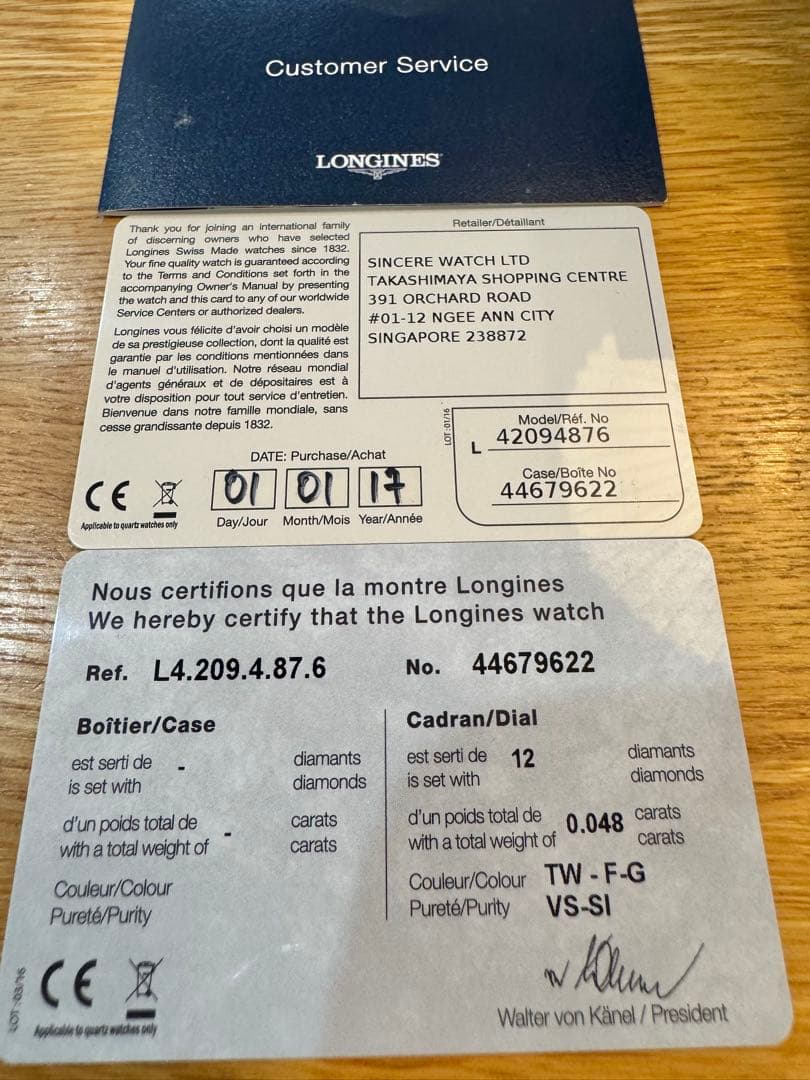 Customer Service
LONGINES
Thank you for joining an international family
of discerning owners who have selected
Longines Swiss Made watches since 1832.
Your fine quality watch is guaranteed according
to the Terms and Conditions set forth in the
accompanying Owner's Manual by presenting
the watch and this card to any of our worldwide
Service Centers or authorized dealers.
Longines vous félicite d'avoir choisi un modèle
de sa prestigieuse collection, dont la qualité est
garantie par les conditions mentionnées dans
le manuel d'utilisation. Notre réseau mondial
d'agents généraux et de dépositaires est à
votre disposition pour tout service d'entretien.
Bienvenue dans notre famille mondiale, sans
cesse grandissante depuis 1832.
Retailer/Détaillant
SINCERE WATCH LTD
TAKASHIMAYA SHOPPING CENTRE
391 ORCHARD ROAD
#01-12 NGEE ANN CITY
SINGAPORE 238872
LOT:01/16
Model/Réf. No
L 42094876
Case/Boîte No
44679622
DATE: Purchase/Achat
01 01 17
Day/Jour Month/Mois Year/Année
CE
Applicable to quartz watches only
Nous certifions que la montre Longines
We hereby certify that the Longines watch
Ref. L4.209.4.87.6 No. 44679622
Boîtier/Case
est serti de - diamants
is set with diamonds
d'un poids total de - carats
with a total weight of carats
Couleur/Colour
Pureté/Purity
Cadran/Dial
est serti de 12 diamants
is set with diamonds
d'un poids total de 0.048 carats
with a total weight of carats
Couleur/Colour TW - F-G
Pureté/Purity VS-SI
LOT:03/16
CE
Applicable to quartz watches only
Walter von Känel / President